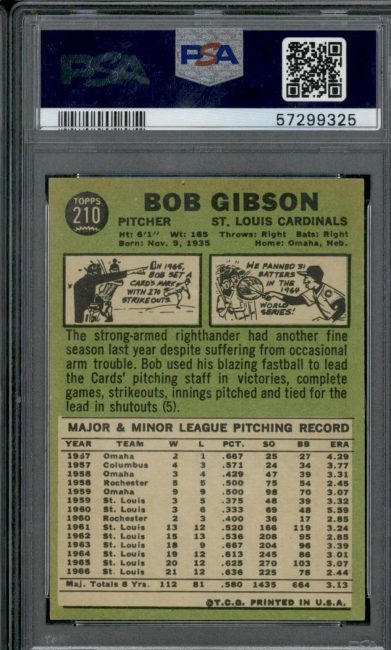 PSA
PSA
57299325
TOPPS
210
BOB GIBSON
PITCHER ST. LOUIS CARDINALS
Ht: 6'1" Wt: 185 Throws: Right Bats: Right
Born: Nov. 9, 1935 Home: Omaha, Neb.
IN 1965,
BOB SET A
CARDS MARK
WITH 270
STRIKEOUTS.
HE FANNED 31
BATTERS
IN THE
1964
WORLD
SERIES!
The strong-armed righthander had another fine
season last year despite suffering from occasional
arm trouble. Bob used his blazing fastball to lead
the Cards' pitching staff in victories, complete
games, strikeouts, innings pitched and tied for the
lead in shutouts (5).
MAJOR & MINOR LEAGUE PITCHING RECORD
YEAR TEAM W L PCT. SO BB ERA
1957 Omaha 2 1 .667 25 27 4.29
1957 Columbus 4 3 .571 24 34 3.77
1958 Omaha 3 4 .429 47 39 3.31
1958 Rochester 5 5 .500 75 54 2.45
1959 Omaha 9 9 .500 98 70 3.07
1959 St. Louis 3 5 .375 48 39 3.32
1960 St. Louis 3 6 .333 69 48 5.59
1960 Rochester 2 3 .400 36 17 2.85
1961 St. Louis 13 12 .520 166 119 3.24
1962 St. Louis 15 13 .536 208 95 2.85
1963 St. Louis 18 9 .667 204 96 3.39
1964 St. Louis 19 12 .613 245 86 3.01
1965 St. Louis 20 12 .625 270 103 3.07
1966 St. Louis 21 12 .636 225 78 2.44
Maj. Totals 8 Yrs. 112 81 .580 1435 664 3.13
©T.C.G. PRINTED IN U.S.A.